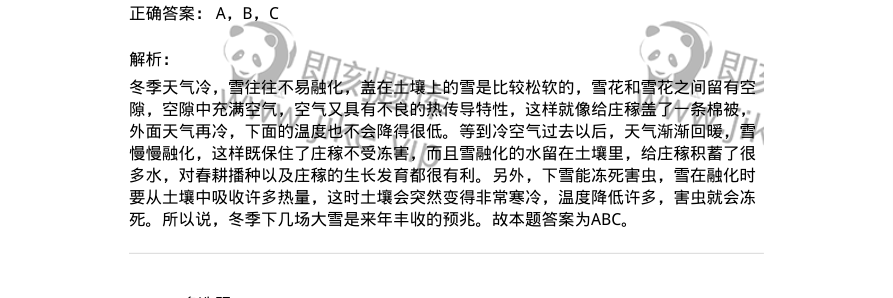 正确答案： A，B，C
解析：
冬季天气冷，雪往往不易融化，盖在土壤上的雪是比较松软的，雪花和雪花之间留有空
隙，空隙中充满空气，空气又具有不良的热传导特性，这样就像给庄稼盖了一条棉被，
外面天气再冷，下面的温度也不会降得很低。等到冷空气过去以后，天气渐渐回暖，雪
慢慢融化，这样既保住了庄稼不受冻害，而且雪融化的水留在土壤里，给庄稼积蓄了很
多水，对春耕播种以及庄稼的生长发育都很有利。另外，下雪能冻死害虫，雪在融化时
要从土壤中吸收许多热量，这时土壤会突然变得非常寒冷，温度降低许多，害虫就会冻
死。所以说，冬季下几场大雪是来年丰收的预兆。故本题答案为ABC。